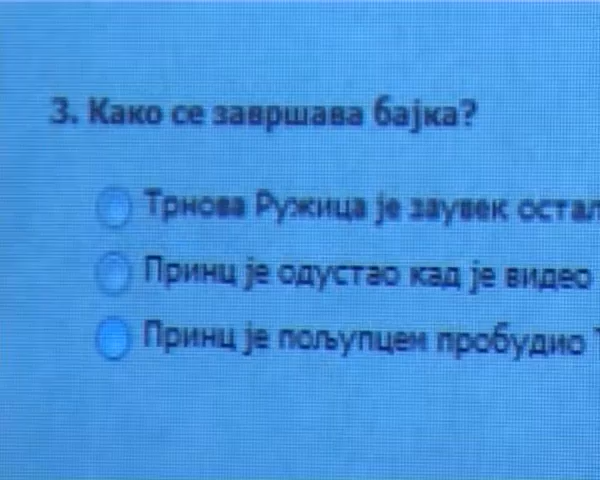 3. Како се завршава бајка?
Трнова Ружица је заувек остал
Принц је одустао кад је видео
Принц је пољупцем пробудио Т